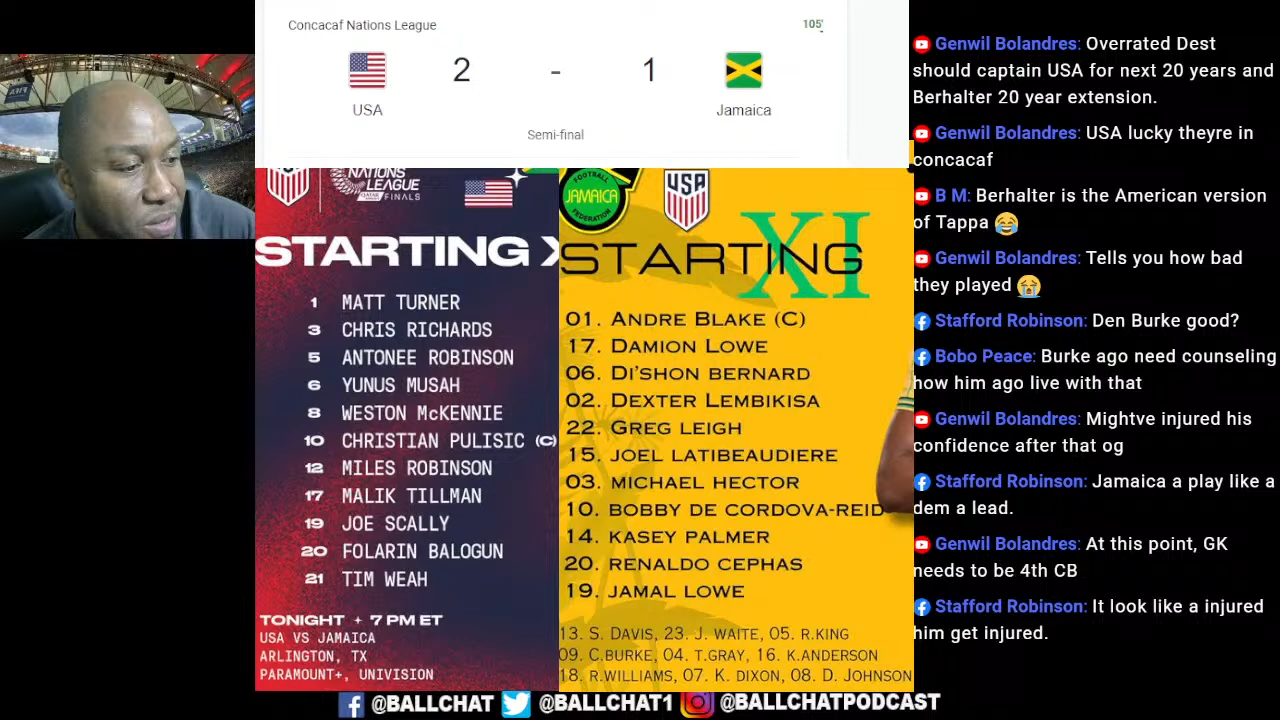 Concacaf Nations League
105'
2 - 1
USA
Jamaica
Semi-final
NATIONS
LEAGUE
FINALS
STARTING X
1 MATT TURNER
3 CHRIS RICHARDS
5 ANTONEE ROBINSON
6 YUNUS MUSAH
8 WESTON McKENNIE
10 CHRISTIAN PULISIC (C)
12 MILES ROBINSON
17 MALIK TILLMAN
19 JOE SCALLY
20 FOLARIN BALOGUN
21 TIM WEAH
TONIGHT + 7 PM ET
USA VS JAMAICA
ARLINGTON, TX
PARAMOUNT+, UNIVISION
FOOTBALL
JAMAICA
FEDERATION
USA
STARTING XI
01. ANDRE BLAKE (C)
17. DAMION LOWE
06. DI'SHON BERNARD
02. DEXTER LEMBIKISA
22. GREG LEIGH
15. JOEL LATIBEAUDIERE
03. MICHAEL HECTOR
10. BOBBY DE CORDOVA-REID
14. KASEY PALMER
20. RENALDO CEPHAS
19. JAMAL LOWE
13. S. DAVIS, 23. J. WAITE, 05. R.KING
09. C.BURKE, 04. T.GRAY, 16. K.ANDERSON
18. R.WILLIAMS, 07. K. DIXON, 08. D. JOHNSON
Genwil Bolandres: Overrated Dest
should captain USA for next 20 years and
Berhalter 20 year extension.
Genwil Bolandres: USA lucky theyre in
concacaf
B M: Berhalter is the American version
of Tappa 😂
Genwil Bolandres: Tells you how bad
they played 😭
Stafford Robinson: Den Burke good?
Bobo Peace: Burke ago need counseling
how him ago live with that
Genwil Bolandres: Mightve injured his
confidence after that og
Stafford Robinson: Jamaica a play like a
dem a lead.
Genwil Bolandres: At this point, GK
needs to be 4th CB
Stafford Robinson: It look like a injured
him get injured.
@BALLCHAT @BALLCHAT1 @BALLCHATPODCAST